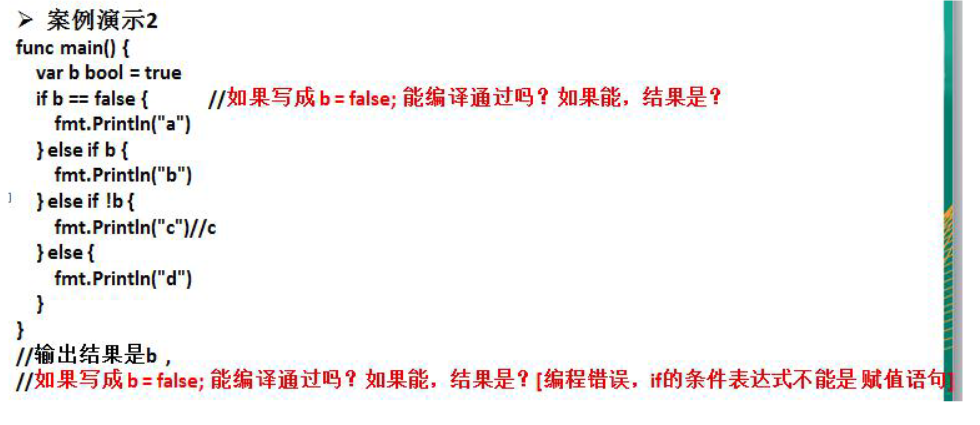 ➢ 案例演示2
func main() {
var b bool = true
if b == false { //如果写成 b = false; 能编译通过吗？如果能，结果是？
fmt.Println("a")
} else if b {
fmt.Println("b")
} else if !b {
fmt.Println("c")//c
} else {
fmt.Println("d")
}
}
//输出结果是b ,
//如果写成 b = false; 能编译通过吗？如果能，结果是？[编程错误，if的条件表达式不能是 赋值语句]